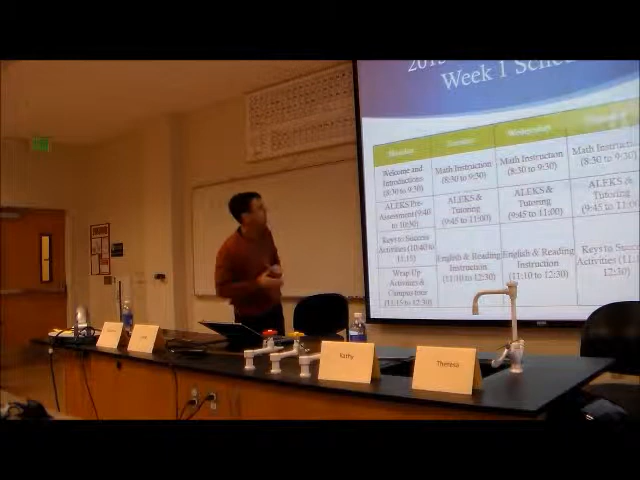 Week 1
Monday
Wednesday
Welcome and
Introductions
(8:30 to 9:30)
Math Instruction
(8:30 to 9:30)
Math Instruction
(8:30 to 9:30)
Math Instruction
(8:30 to 9:30)
ALEKS Pre-
Assessment (9:40
to 10:30)
ALEKS &
Tutoring
(9:45 to 11:00)
ALEKS &
Tutoring
(9:45 to 11:00)
ALEKS &
Tutoring
(9:45 to 11:00)
Keys to Success
Activities (10:40 to
11:15)
Wrap Up
Activities &
Campus tour
(11:15 to 12:30)
English & Reading
Instruction
(11:10 to 12:30)
English & Reading
Instruction
(11:10 to 12:30)
Keys to Success
Activities
12:30)
Kathy
Theresa